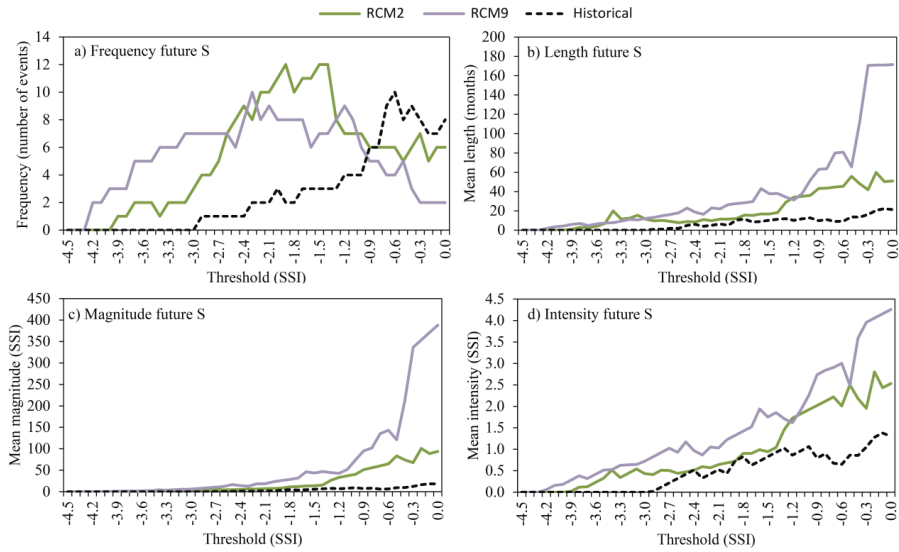 RCM2 RCM9 Historical
a) Frequency future S
Frequency (number of events)
14
12
10
8
6
4
2
0
-4.5 -4.2 -3.9 -3.6 -3.3 -3.0 -2.7 -2.4 -2.1 -1.8 -1.5 -1.2 -0.9 -0.6 -0.3 0.0
Threshold (SSI)
b) Length future S
Mean length (months)
200
180
160
140
120
100
80
60
40
20
0
-4.5 -4.2 -3.9 -3.6 -3.3 -3.0 -2.7 -2.4 -2.1 -1.8 -1.5 -1.2 -0.9 -0.6 -0.3 0.0
Threshold (SSI)
c) Magnitude future S
Mean magnitude (SSI)
450
400
350
300
250
200
150
100
50
0
-4.5 -4.2 -3.9 -3.6 -3.3 -3.0 -2.7 -2.4 -2.1 -1.8 -1.5 -1.2 -0.9 -0.6 -0.3 0.0
Threshold (SSI)
d) Intensity future S
Mean intensity (SSI)
4.5
4.0
3.5
3.0
2.5
2.0
1.5
1.0
0.5
0.0
-4.5 -4.2 -3.9 -3.6 -3.3 -3.0 -2.7 -2.4 -2.1 -1.8 -1.5 -1.2 -0.9 -0.6 -0.3 0.0
Threshold (SSI)